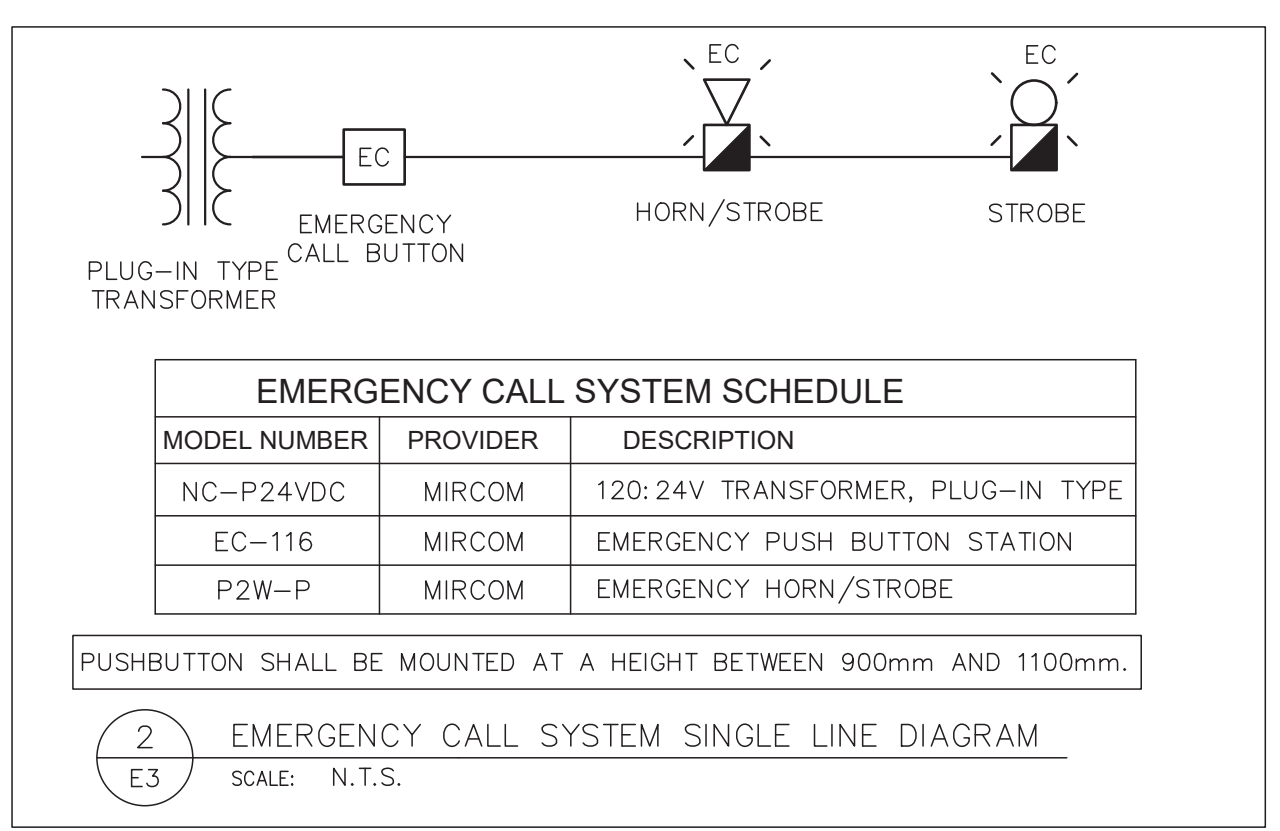 EC
EC
EC
EMERGENCY
CALL BUTTON
HORN/STROBE
STROBE
PLUG-IN TYPE
TRANSFORMER
EMERGENCY CALL SYSTEM SCHEDULE
MODEL NUMBER PROVIDER DESCRIPTION
NC-P24VDC MIRCOM 120:24V TRANSFORMER, PLUG-IN TYPE
EC-116 MIRCOM EMERGENCY PUSH BUTTON STATION
P2W-P MIRCOM EMERGENCY HORN/STROBE
PUSHBUTTON SHALL BE MOUNTED AT A HEIGHT BETWEEN 900mm AND 1100mm.
2 EMERGENCY CALL SYSTEM SINGLE LINE DIAGRAM
E3 SCALE: N.T.S.